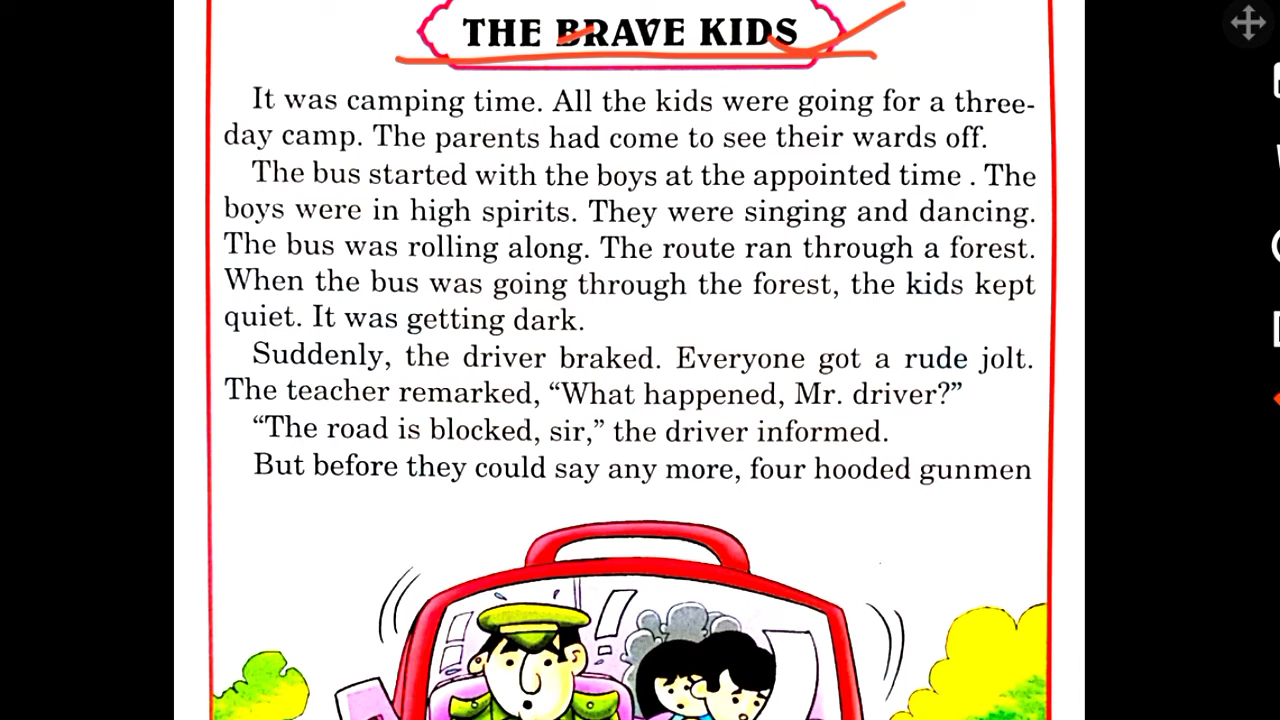 THE BRAVE KIDS
It was camping time. All the kids were going for a three-
day camp. The parents had come to see their wards off.
The bus started with the boys at the appointed time . The
boys were in high spirits. They were singing and dancing.
The bus was rolling along. The route ran through a forest.
When the bus was going through the forest, the kids kept
quiet. It was getting dark.
Suddenly, the driver braked. Everyone got a rude jolt.
The teacher remarked, “What happened, Mr. driver?”
“The road is blocked, sir,” the driver informed.
But before they could say any more, four hooded gunmen